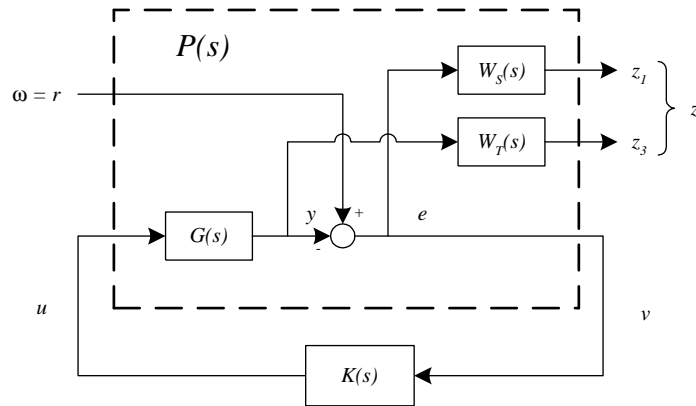 P(s)
W_S(s)
z_1
ω = r
z
W_T(s)
z_3
y
+
e
G(s)
-
u
v
K(s)